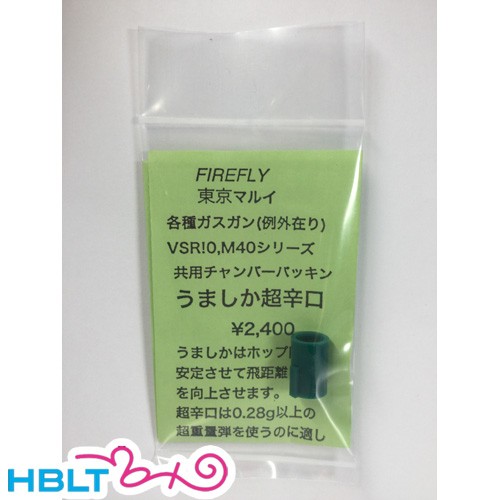 FIREFLY
東京マルイ
各種ガスガン(例外在り)
VSR!0,M40シリーズ
共用チャンバーパッキン
うましか超辛口
¥2,400
うましかはホップ
安定させて飛距離
を向上させます。
超辛口は0.28g以上の
超重量弾を使うのに適し
HBLT